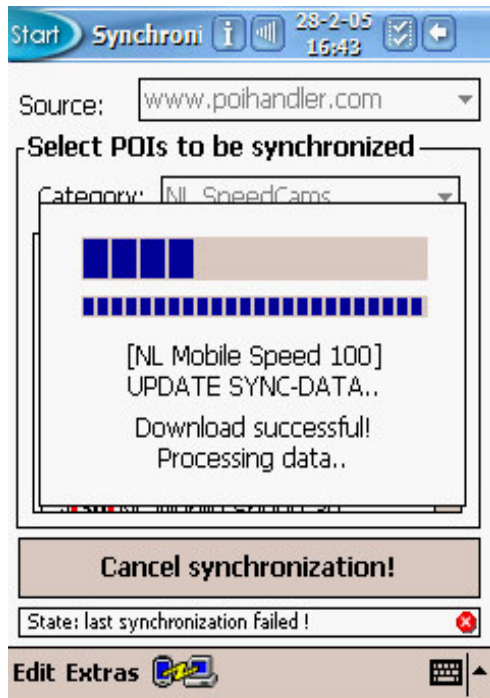 Start Synchroni 28-2-05
16:43
Source: www.poihandler.com
Select POIs to be synchronized
Category: NL SpeedCams
[NL Mobile Speed 100]
UPDATE SYNC-DATA..
Download successful!
Processing data..
Cancel synchronization!
State: last synchronization failed !
Edit Extras